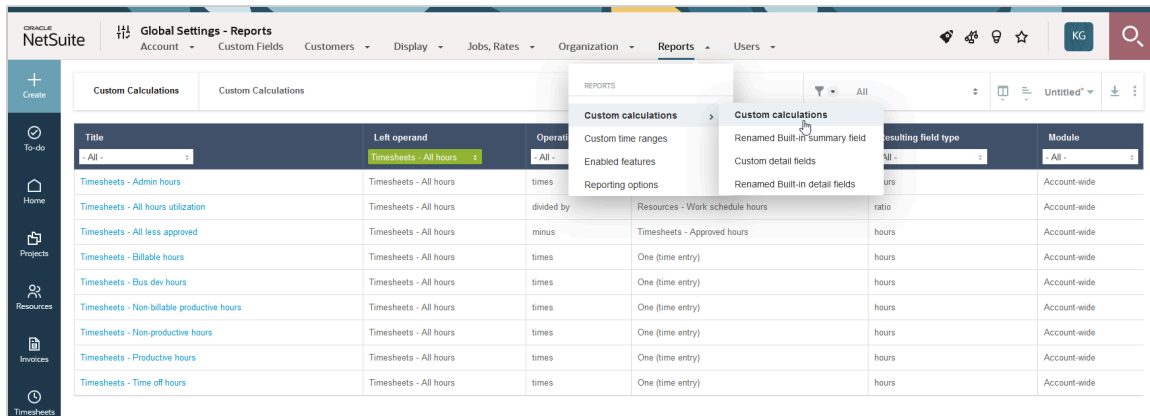 ORACLE
NetSuite
Global Settings - Reports
Account Custom Fields Customers Display Jobs, Rates Organization Reports Users
KG
Create
To-do
Home
Projects
Resources
Invoices
Timesheets
Custom Calculations Custom Calculations
All
Untitled*
REPORTS
Custom calculations
Custom time ranges
Enabled features
Reporting options
Custom calculations
Renamed Built-in summary field
Custom detail fields
Renamed Built-in detail fields
Title Left operand Module
- All - Timesheets - All hours - All - - All -
Timesheets - Admin hours Timesheets - All hours times Account-wide
Timesheets - All hours utilization Timesheets - All hours divided by Resources - Work schedule hours ratio Account-wide
Timesheets - All less approved Timesheets - All hours minus Timesheets - Approved hours hours Account-wide
Timesheets - Billable hours Timesheets - All hours times One (time entry) hours Account-wide
Timesheets - Bus dev hours Timesheets - All hours times One (time entry) hours Account-wide
Timesheets - Non-billable productive hours Timesheets - All hours times One (time entry) hours Account-wide
Timesheets - Non-productive hours Timesheets - All hours times One (time entry) hours Account-wide
Timesheets - Productive hours Timesheets - All hours times One (time entry) hours Account-wide
Timesheets - Time off hours Timesheets - All hours times One (time entry) hours Account-wide